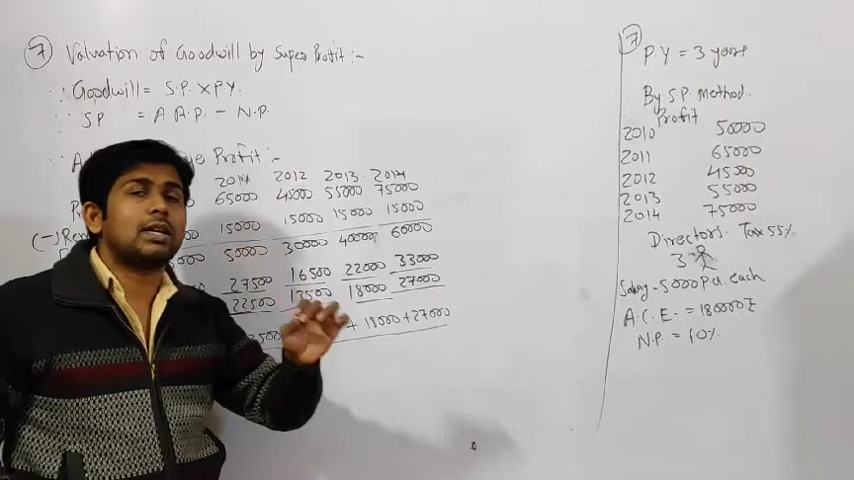 7 Valuation of Goodwill by Super Profit :-
∴ Goodwill = S.P. × P.Y.
∴ SP = A.A.P. - N.P.
Profit :-
2012 2013 2014
65000 45000 55000 75000
(-) 15000 15000 15000 15000
50000 30000 40000 60000
27500 16500 22000 33000
22500 13500 18000 27000
+ 18000 + 27000
7 P.Y = 3 years
By S.P. method.
Profit
2010 50000
2011 65000
2012 45000
2013 55000
2014 75000
Directors Tax 55%
3
Salary - 5000 P.a. each
A.C.E. = 180000
N.P. = 10%